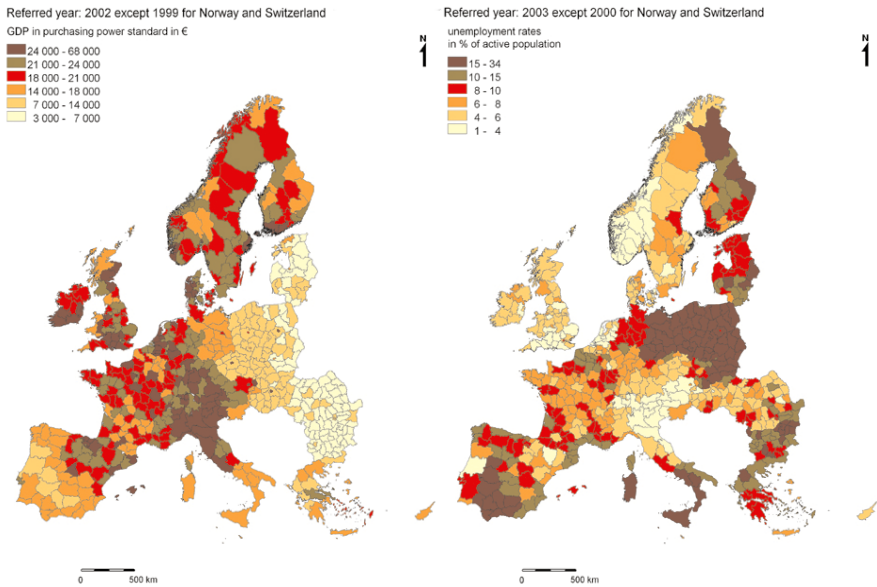 Referred year: 2002 except 1999 for Norway and Switzerland
GDP in purchasing power standard in €
24 000 - 68 000
21 000 - 24 000
18 000 - 21 000
14 000 - 18 000
7 000 - 14 000
3 000 - 7 000
N
0 500 km
Referred year: 2003 except 2000 for Norway and Switzerland
unemployment rates
in % of active population
15 - 34
10 - 15
8 - 10
6 - 8
4 - 6
1 - 4
N
0 500 km